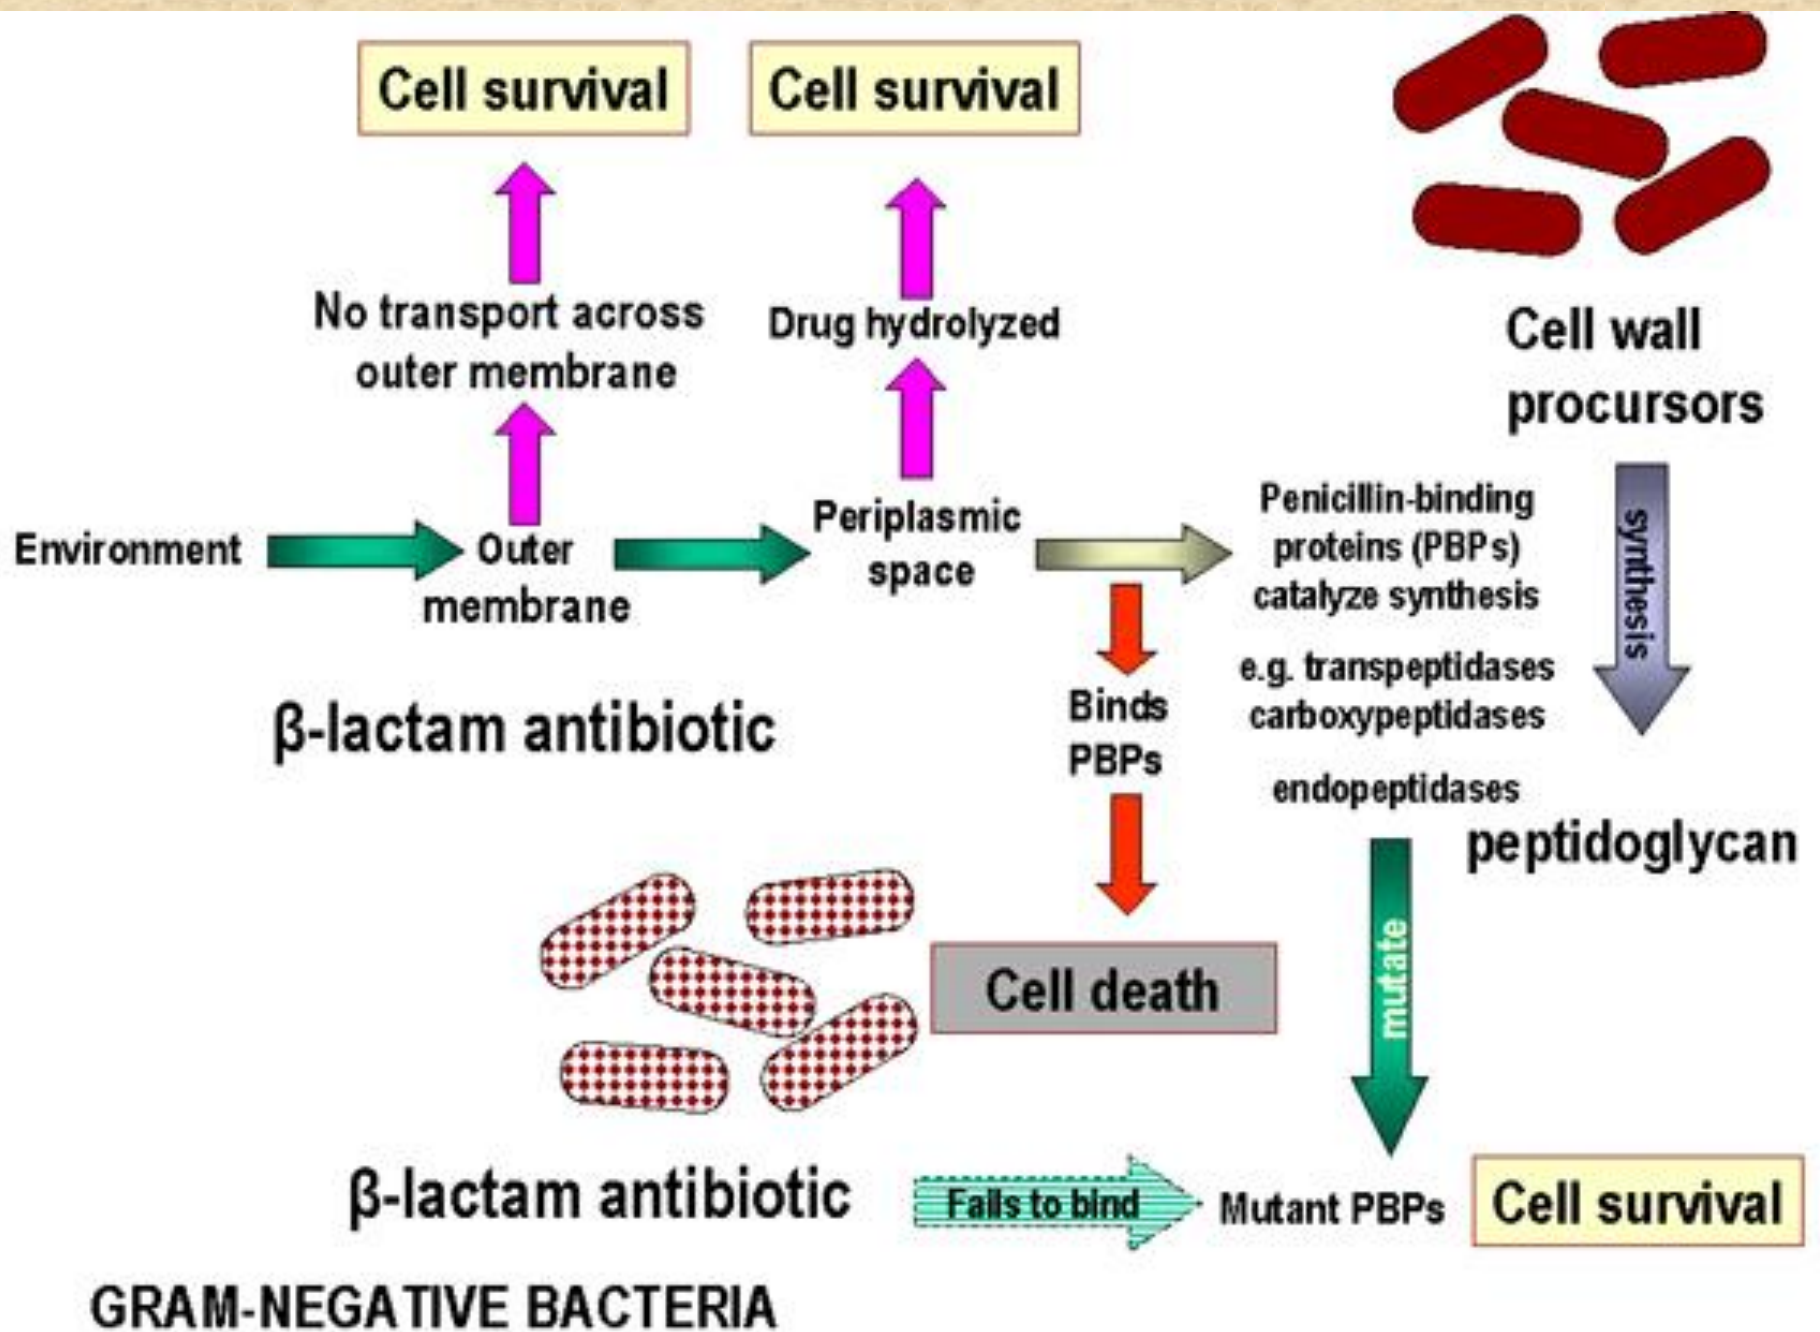 Cell survival
Cell survival
No transport across
outer membrane
Drug hydrolyzed
Cell wall
procursors
Environment
Outer
membrane
Periplasmic
space
Penicillin-binding
proteins (PBPs)
catalyze synthesis
e.g. transpeptidases
carboxypeptidases
endopeptidases
synthesis
β-lactam antibiotic
Binds
PBPs
peptidoglycan
mutate
Cell death
β-lactam antibiotic
Fails to bind
Mutant PBPs
Cell survival
GRAM-NEGATIVE BACTERIA